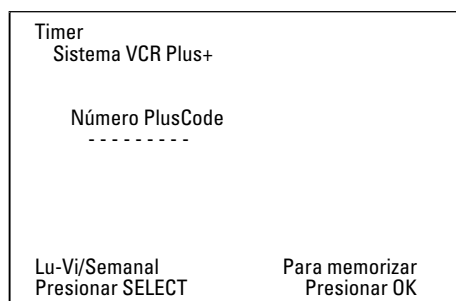 Timer
Sistema VCR Plus+
Número PlusCode
- - - - - - - - -
Lu-Vi/Semanal Para memorizar
Presionar SELECT Presionar OK